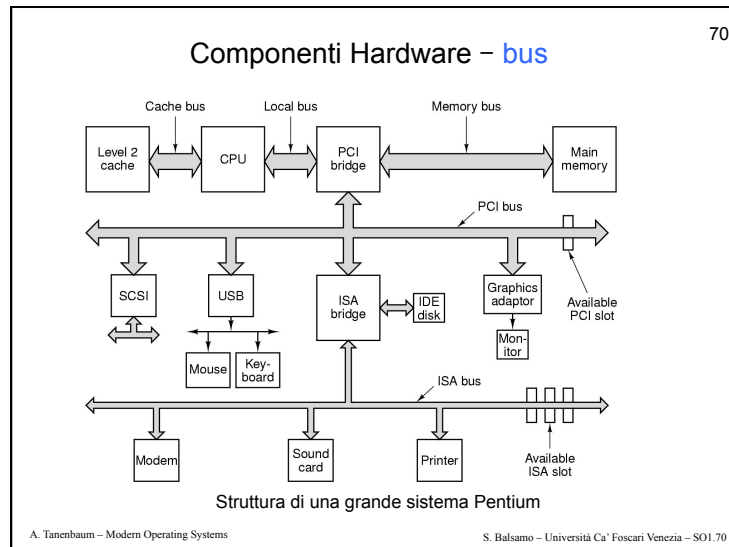 70
Componenti Hardware – bus
Cache bus
Local bus
Memory bus
Level 2
cache
CPU
PCI
bridge
Main
memory
PCI bus
SCSI
USB
ISA
bridge
IDE
disk
Graphics
adaptor
Available
PCI slot
Mon-
itor
Mouse
Key-
board
ISA bus
Modem
Sound
card
Printer
Available
ISA slot
Struttura di una grande sistema Pentium
A. Tanenbaum – Modern Operating Systems
S. Balsamo – Università Ca' Foscari Venezia – SO1.70